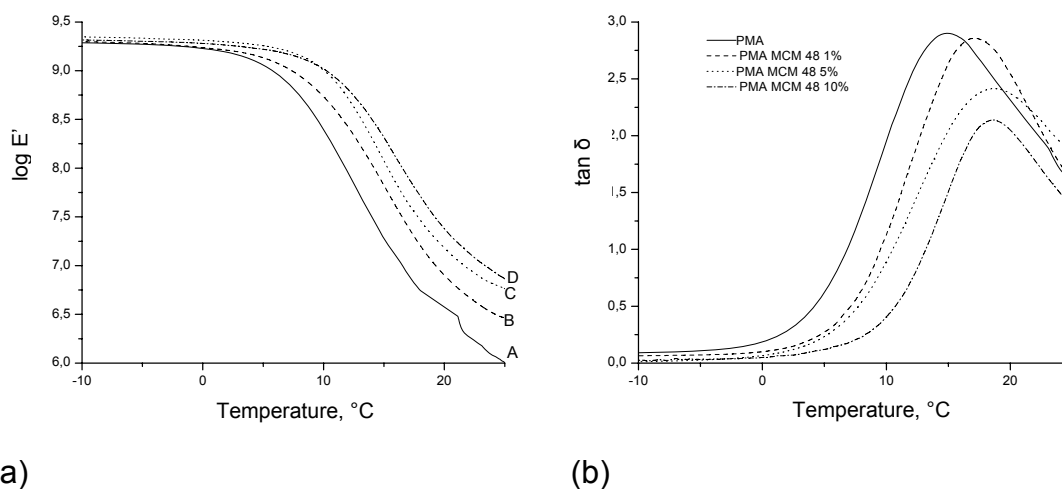 9,5
9,0
8,5
8,0
7,5
7,0
6,5
6,0
-10
0
10
20
log E'
Temperature, °C
A
B
C
D
3,0
2,5
2,0
1,5
1,0
0,5
0,0
-10
0
10
20
tan δ
Temperature, °C
PMA
PMA MCM 48 1%
PMA MCM 48 5%
PMA MCM 48 10%
a)
(b)